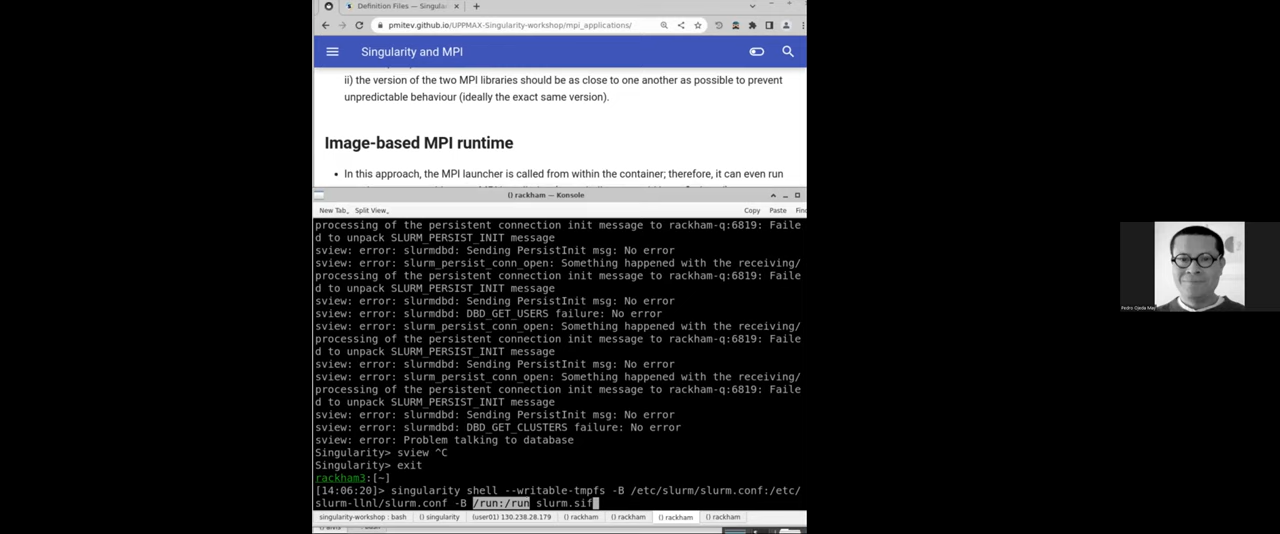 Definition Files — Singular
pmitev.github.io/UPPMAX-Singularity-workshop/mpi_applications/
Singularity and MPI
ii) the version of the two MPI libraries should be as close to one another as possible to prevent
unpredictable behaviour (ideally the exact same version).
Image-based MPI runtime
• In this approach, the MPI launcher is called from within the container; therefore, it can even run
() rackham — Konsole
New Tab Split View Copy Paste Find
processing of the persistent connection init message to rackham-q:6819: Faile
d to unpack SLURM_PERSIST_INIT message
sview: error: slurmdbd: Sending PersistInit msg: No error
sview: error: slurm_persist_conn_open: Something happened with the receiving/
processing of the persistent connection init message to rackham-q:6819: Faile
d to unpack SLURM_PERSIST_INIT message
sview: error: slurmdbd: Sending PersistInit msg: No error
sview: error: slurmdbd: DBD_GET_USERS failure: No error
sview: error: slurm_persist_conn_open: Something happened with the receiving/
processing of the persistent connection init message to rackham-q:6819: Faile
d to unpack SLURM_PERSIST_INIT message
sview: error: slurmdbd: Sending PersistInit msg: No error
sview: error: slurm_persist_conn_open: Something happened with the receiving/
processing of the persistent connection init message to rackham-q:6819: Faile
d to unpack SLURM_PERSIST_INIT message
sview: error: slurmdbd: Sending PersistInit msg: No error
sview: error: slurmdbd: DBD_GET_CLUSTERS failure: No error
sview: error: Problem talking to database
Singularity> sview ^C
Singularity> exit
rackham3:[~]
[14:06:20]> singularity shell --writable-tmpfs -B /etc/slurm/slurm.conf:/etc/
slurm-llnl/slurm.conf -B /run:/run slurm.sif
singularity-workshop : bash () singularity (user01) 130.238.28.179 () rackham () rackham () rackham () rackham
Pedro Ojeda May